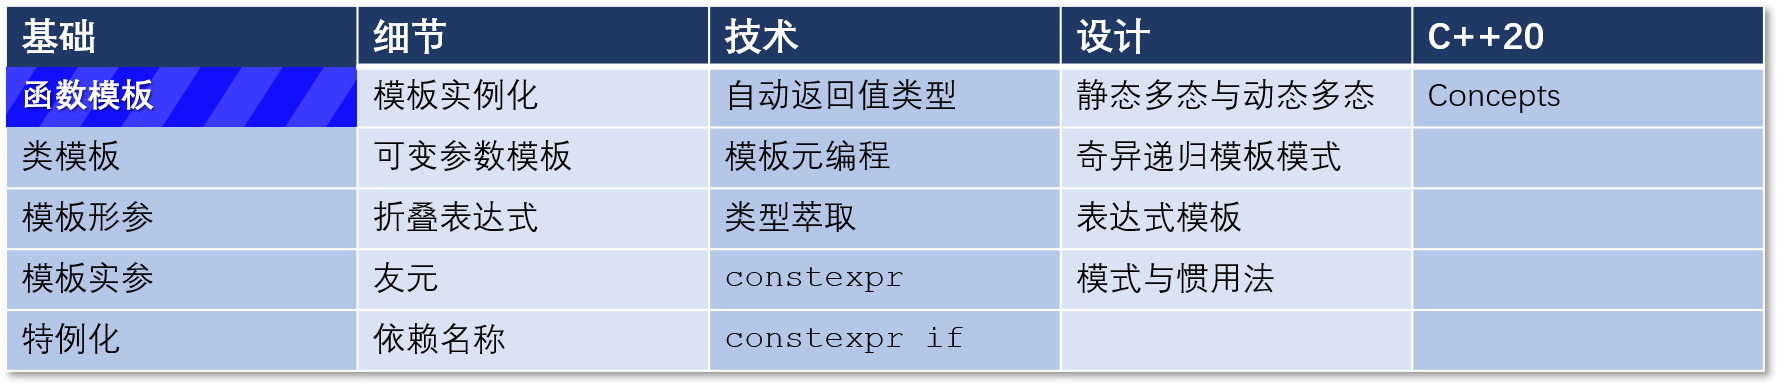 基础 细节 技术 设计 C++20
函数模板 模板实例化 自动返回值类型 静态多态与动态多态 Concepts
类模板 可变参数模板 模板元编程 奇异递归模板模式
模板形参 折叠表达式 类型萃取 表达式模板
模板实参 友元 constexpr 模式与惯用法
特例化 依赖名称 constexpr if